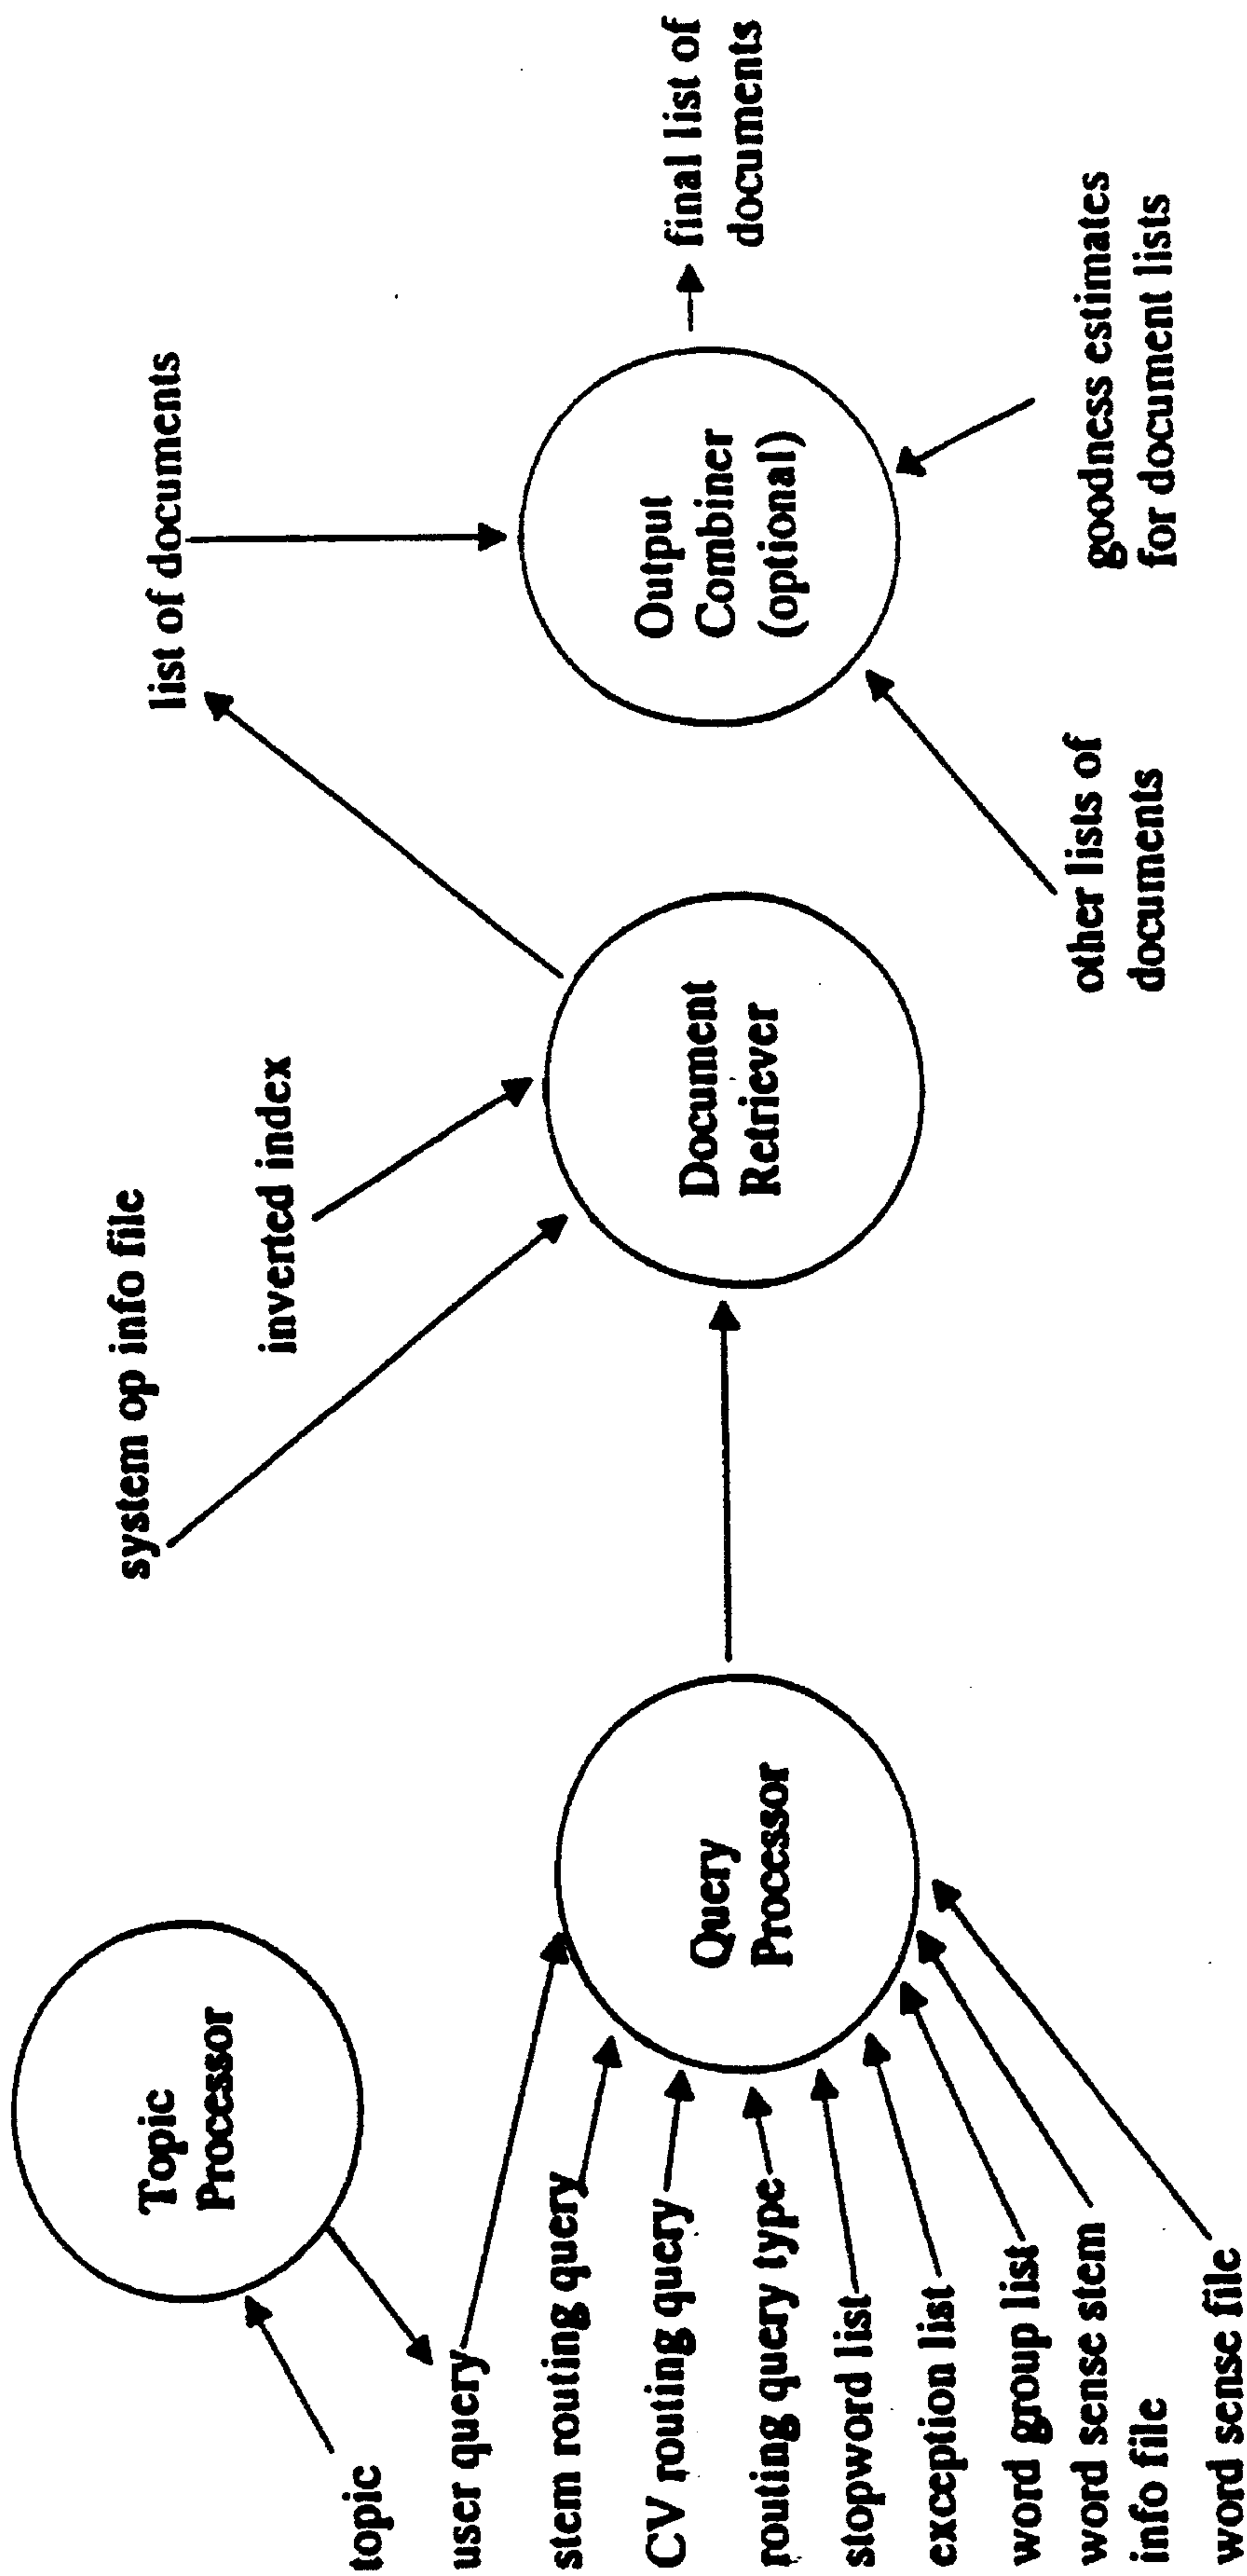 Topic
Processor
topic
user query
stem routing query
CV routing query
routing query type
stopword list
exception list
word group list
word sense stem
info file
word sense file
Query
Processor
system op info file
inverted index
Document
Retriever
list of documents
Output
Combiner
(optional)
other lists of
documents
goodness estimates
for document lists
final list of
documents